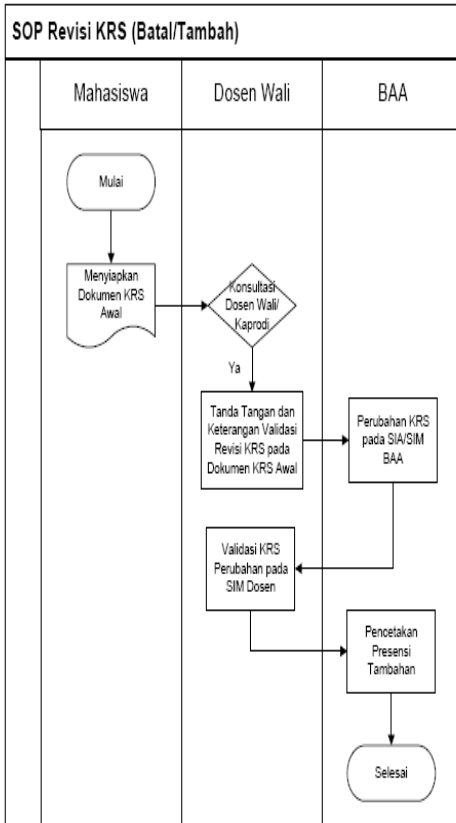 SOP Revisi KRS (Batal/Tambah)
Mahasiswa
Dosen Wali
BAA
Mulai
Menyiapkan
Dokumen KRS
Awal
Konsultasi
Dosen Wali/
Kaprodi
Ya
Tanda Tangan dan
Keterangan Validasi
Revisi KRS pada
Dokumen KRS Awal
Perubahan KRS
pada SIA/SIM
BAA
Validasi KRS
Perubahan pada
SIM Dosen
Pencetakan
Presensi
Tambahan
Selesai